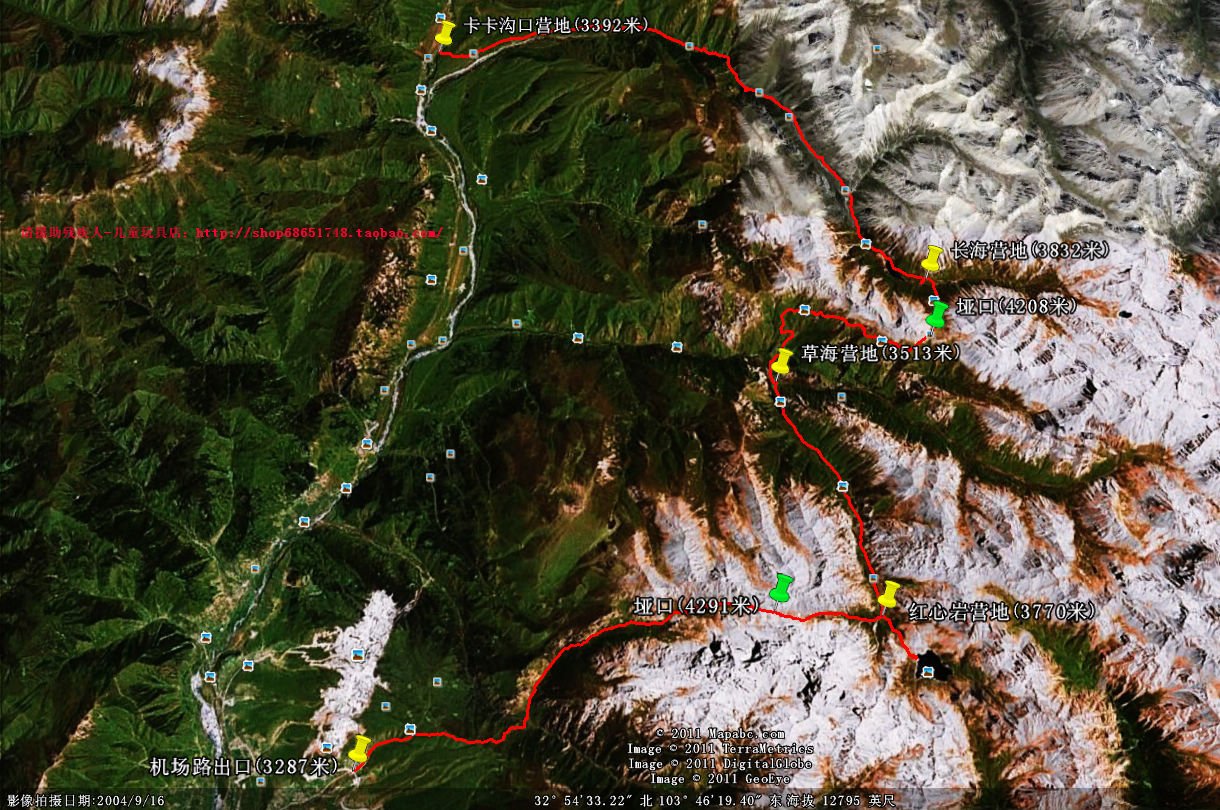 卡卡沟口营地(3392米)
助残疾人-儿童玩具店: http://shop68651748.taobao.com/
长海营地(3832米)
垭口(4208米)
草海营地(3513米)
垭口(4291米)
红心岩营地(3770米)
机场路出口(3287米)
© 2011 Mapabc.com
Image © 2011 TerraMetrics
Image © 2011 DigitalGlobe
Image © 2011 GeoEye
影像拍摄日期:2004/9/16
32° 54'33.22" 北 103° 46'19.40" 东 海拔 12795 英尺